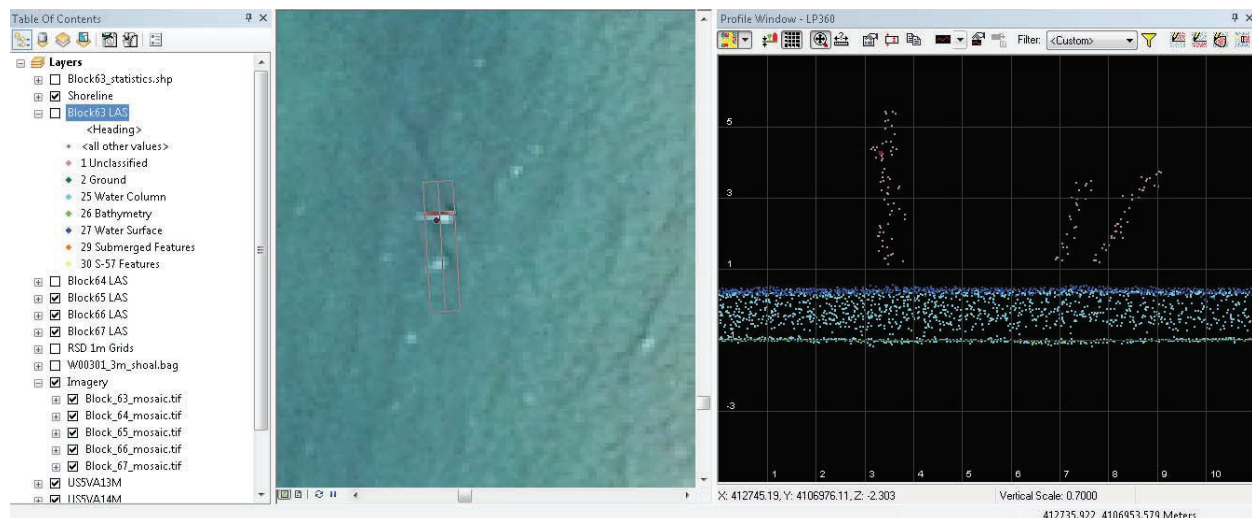 Table Of Contents
Layers
Block63_statistics.shp
Shoreline
Block63 LAS
<Heading>
<all other values>
1 Unclassified
2 Ground
25 Water Column
26 Bathymetry
27 Water Surface
29 Submerged Features
30 S-57 Features
Block64 LAS
Block65 LAS
Block66 LAS
Block67 LAS
RSD 1m Grids
W00301_3m_shoal.bag
Imagery
Block_63_mosaic.tif
Block_64_mosaic.tif
Block_65_mosaic.tif
Block_66_mosaic.tif
Block_67_mosaic.tif
US5VA13M
US5VA14M
Profile Window - LP360
Filter: <Custom>
5
3
1
-3
1 2 3 4 5 6 7 8 9 10
X: 412745.19, Y: 4106976.11, Z: -2.303 Vertical Scale: 0.7000
412735.922 4106953.579 Meters